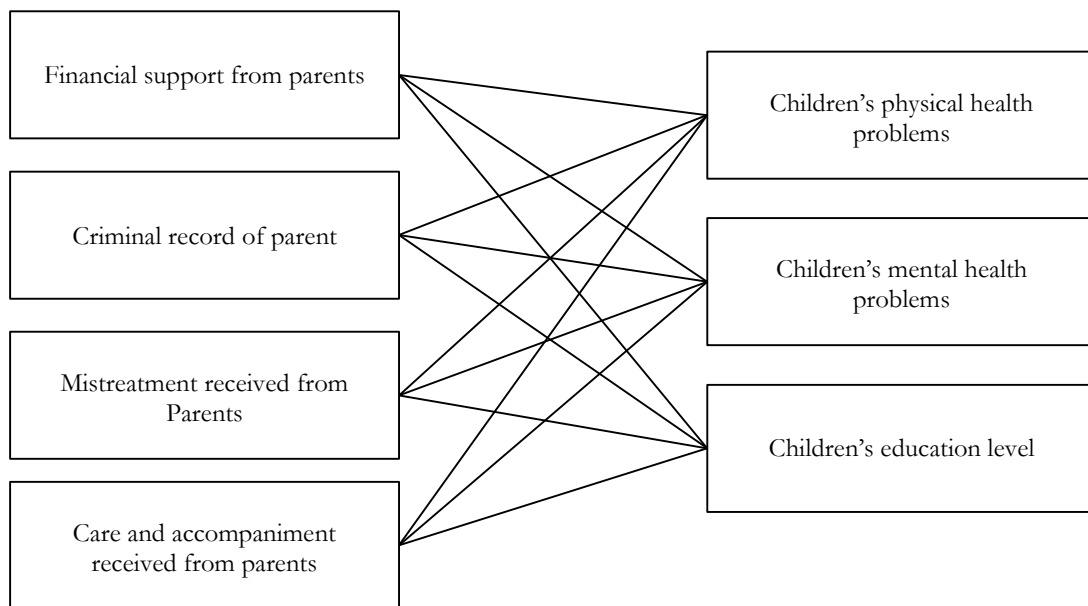 Financial support from parents
Criminal record of parent
Mistreatment received from
Parents
Care and accompaniment
received from parents
Children’s physical health
problems
Children’s mental health
problems
Children’s education level